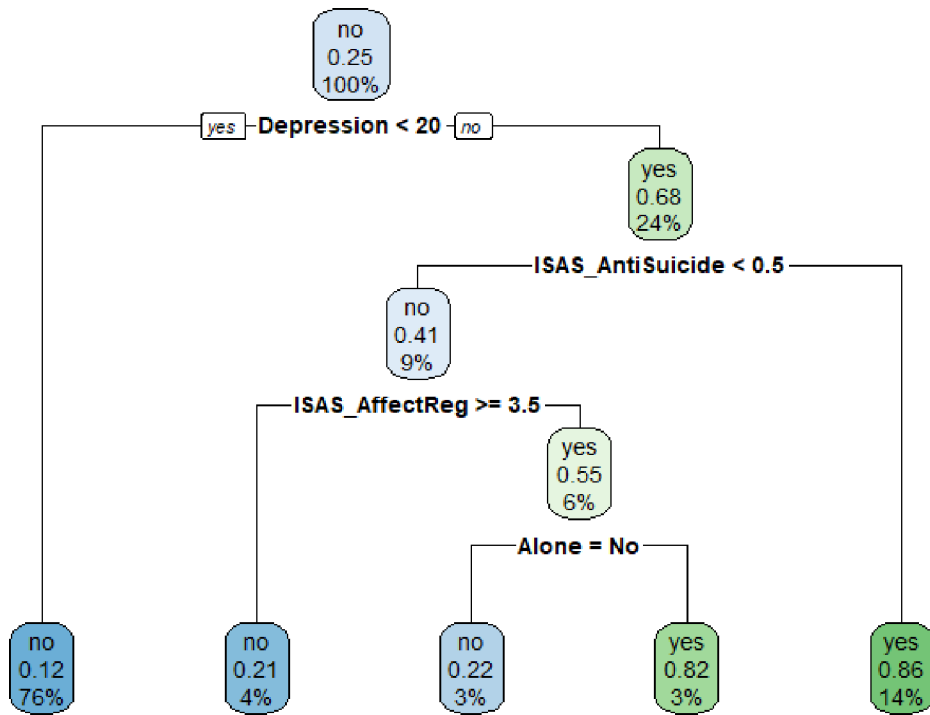 no
0.25
100%
yes Depression < 20 no
yes
0.68
24%
ISAS_AntiSuicide < 0.5
no
0.41
9%
ISAS_AffectReg >= 3.5
yes
0.55
6%
Alone = No
no
0.12
76%
no
0.21
4%
no
0.22
3%
yes
0.82
3%
yes
0.86
14%